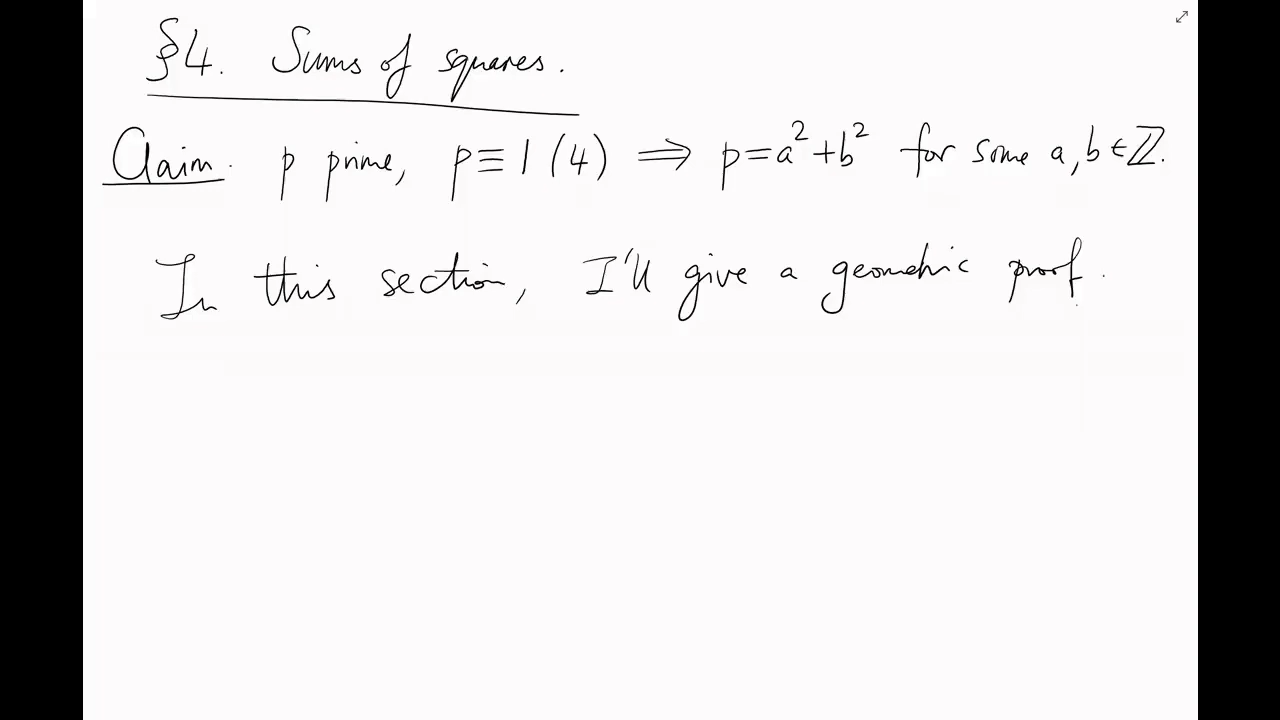 §4. Sums of squares.
Claim. p prime, p≡1 (4) ⟹ p=a²+b² for some a, b ∈ ℤ.
In this section, I'll give a geometric proof.